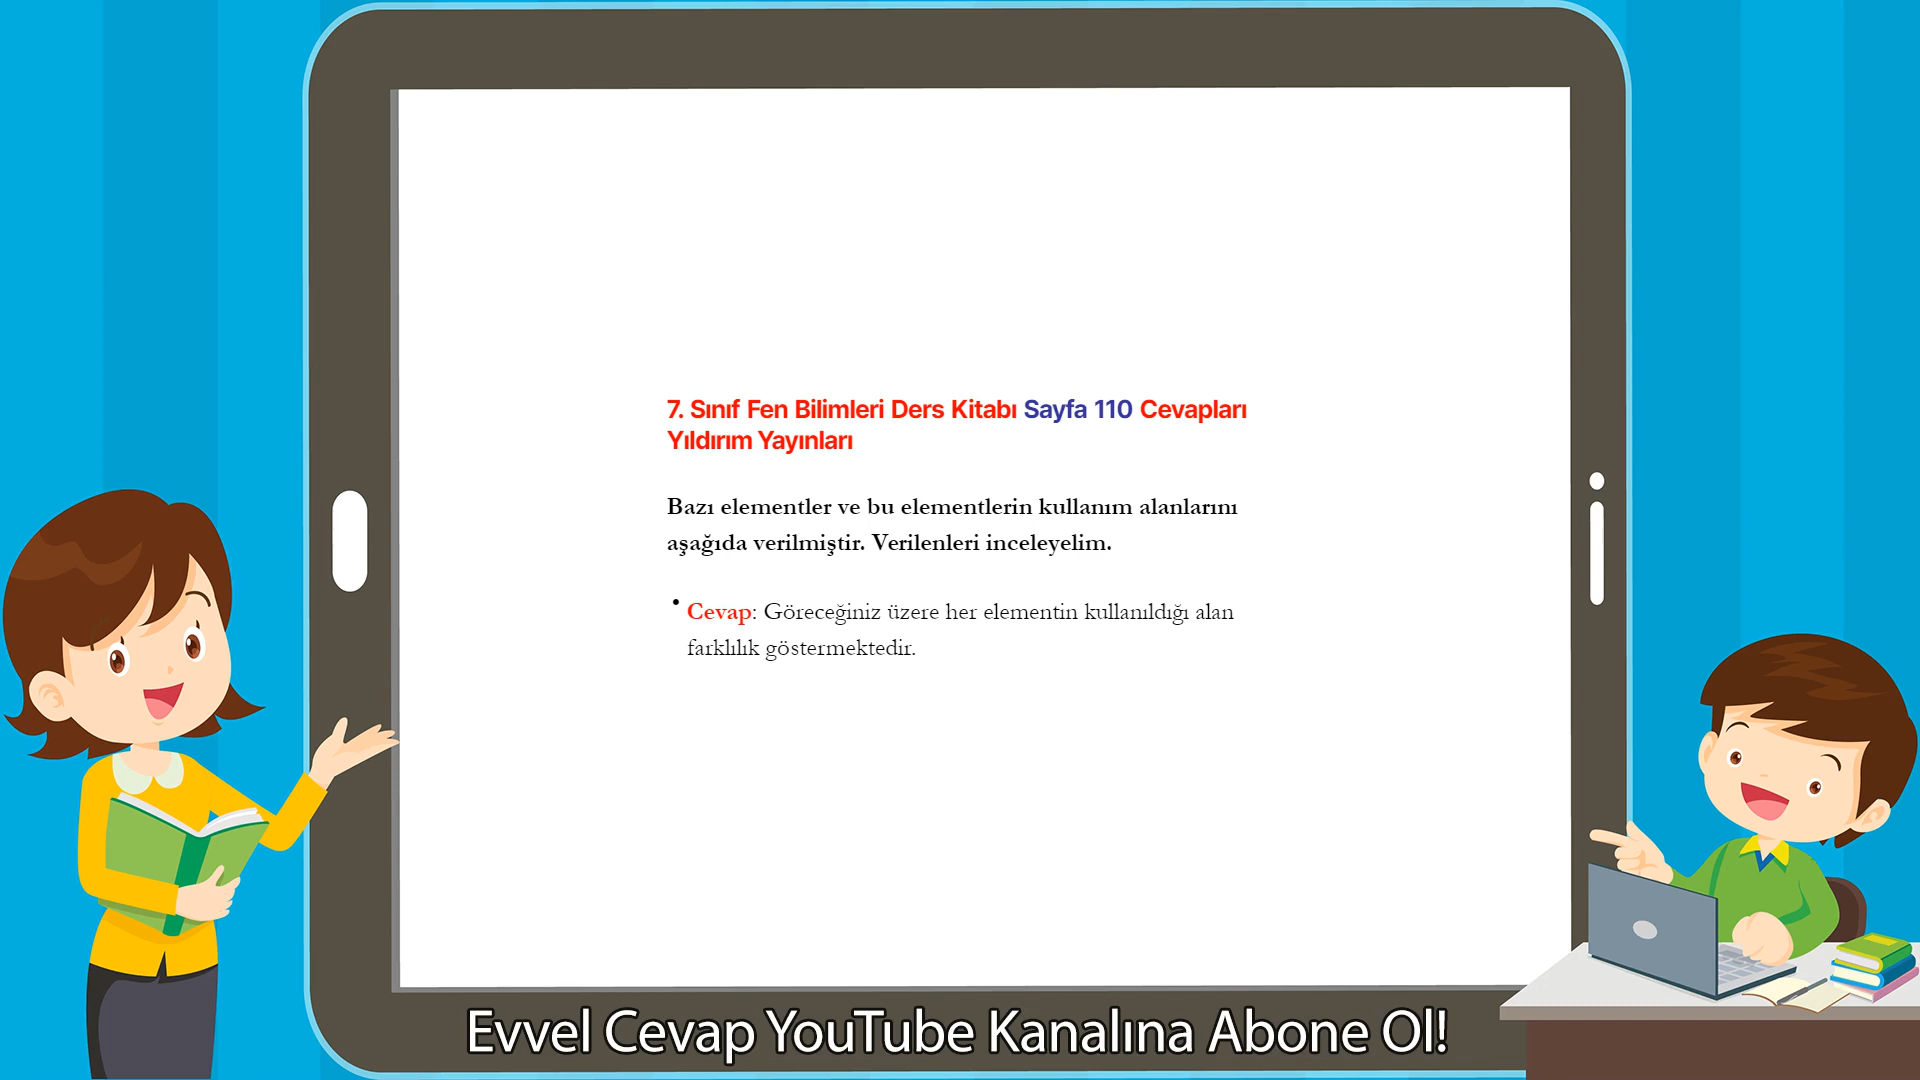 7. Sınıf Fen Bilimleri Ders Kitabı Sayfa 110 Cevapları
Yıldırım Yayınları
Bazı elementler ve bu elementlerin kullanım alanlarını
aşağıda verilmiştir. Verilenleri inceleyelim.
• Cevap: Göreceğiniz üzere her elementin kullanıldığı alan
farklılık göstermektedir.
Evvel Cevap YouTube Kanalına Abone Ol!